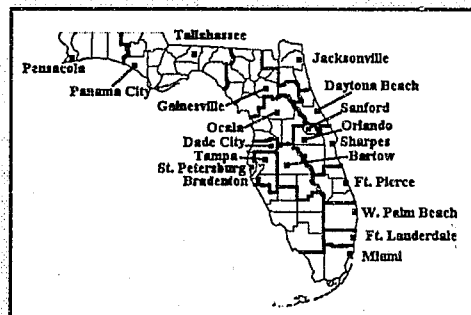 Tallahassee
Pensacola
Jacksonville
Panama City
Daytona Beach
Gainesville
Sanford
Ocala
Orlando
Dade City
Sharpes
Tampa
Bartow
St. Petersburg
Bradenton
Ft. Pierce
W. Palm Beach
Ft. Lauderdale
Miami